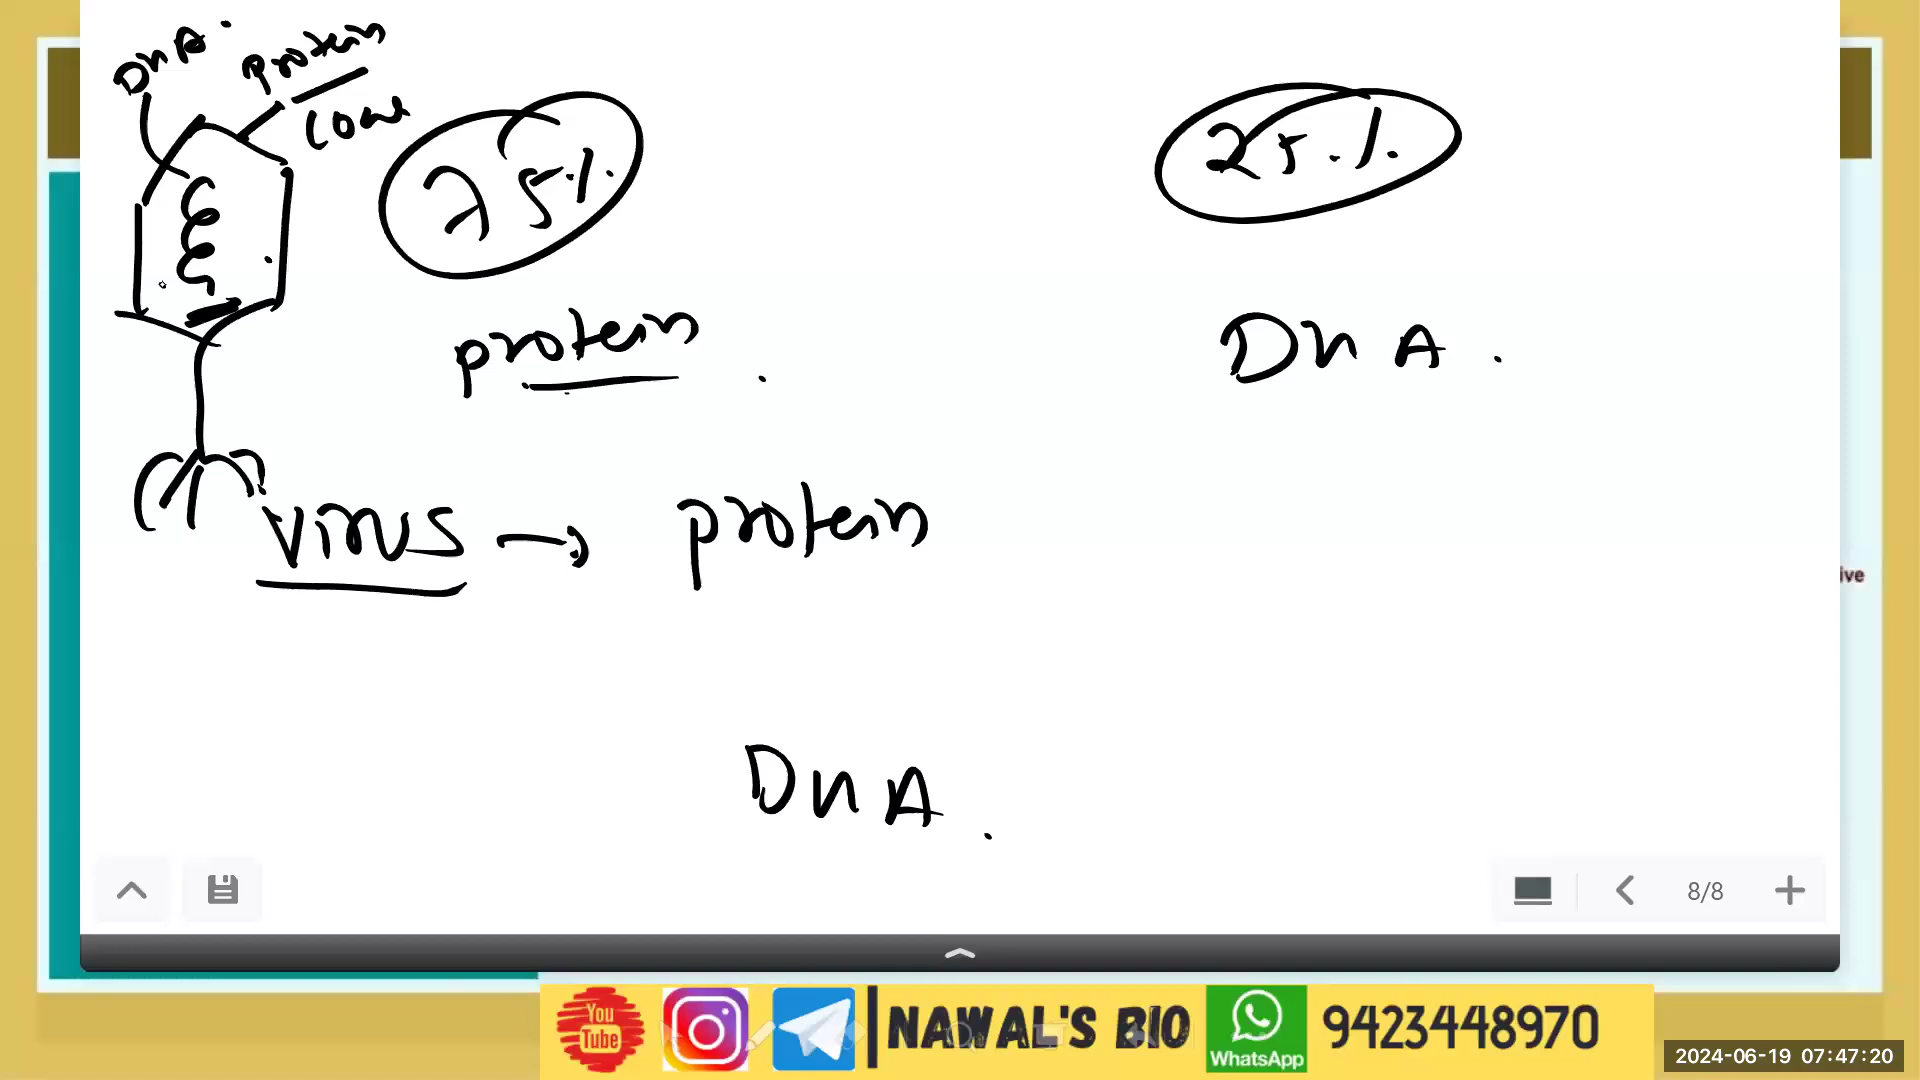 DnA.
protein
75.%
25.%
protein.
DnA.
virus → protein
DnA.
ive
8/8
You
Tube
NAWAL'S BIO
WhatsApp
9423448970
2024-06-19 07:47:20